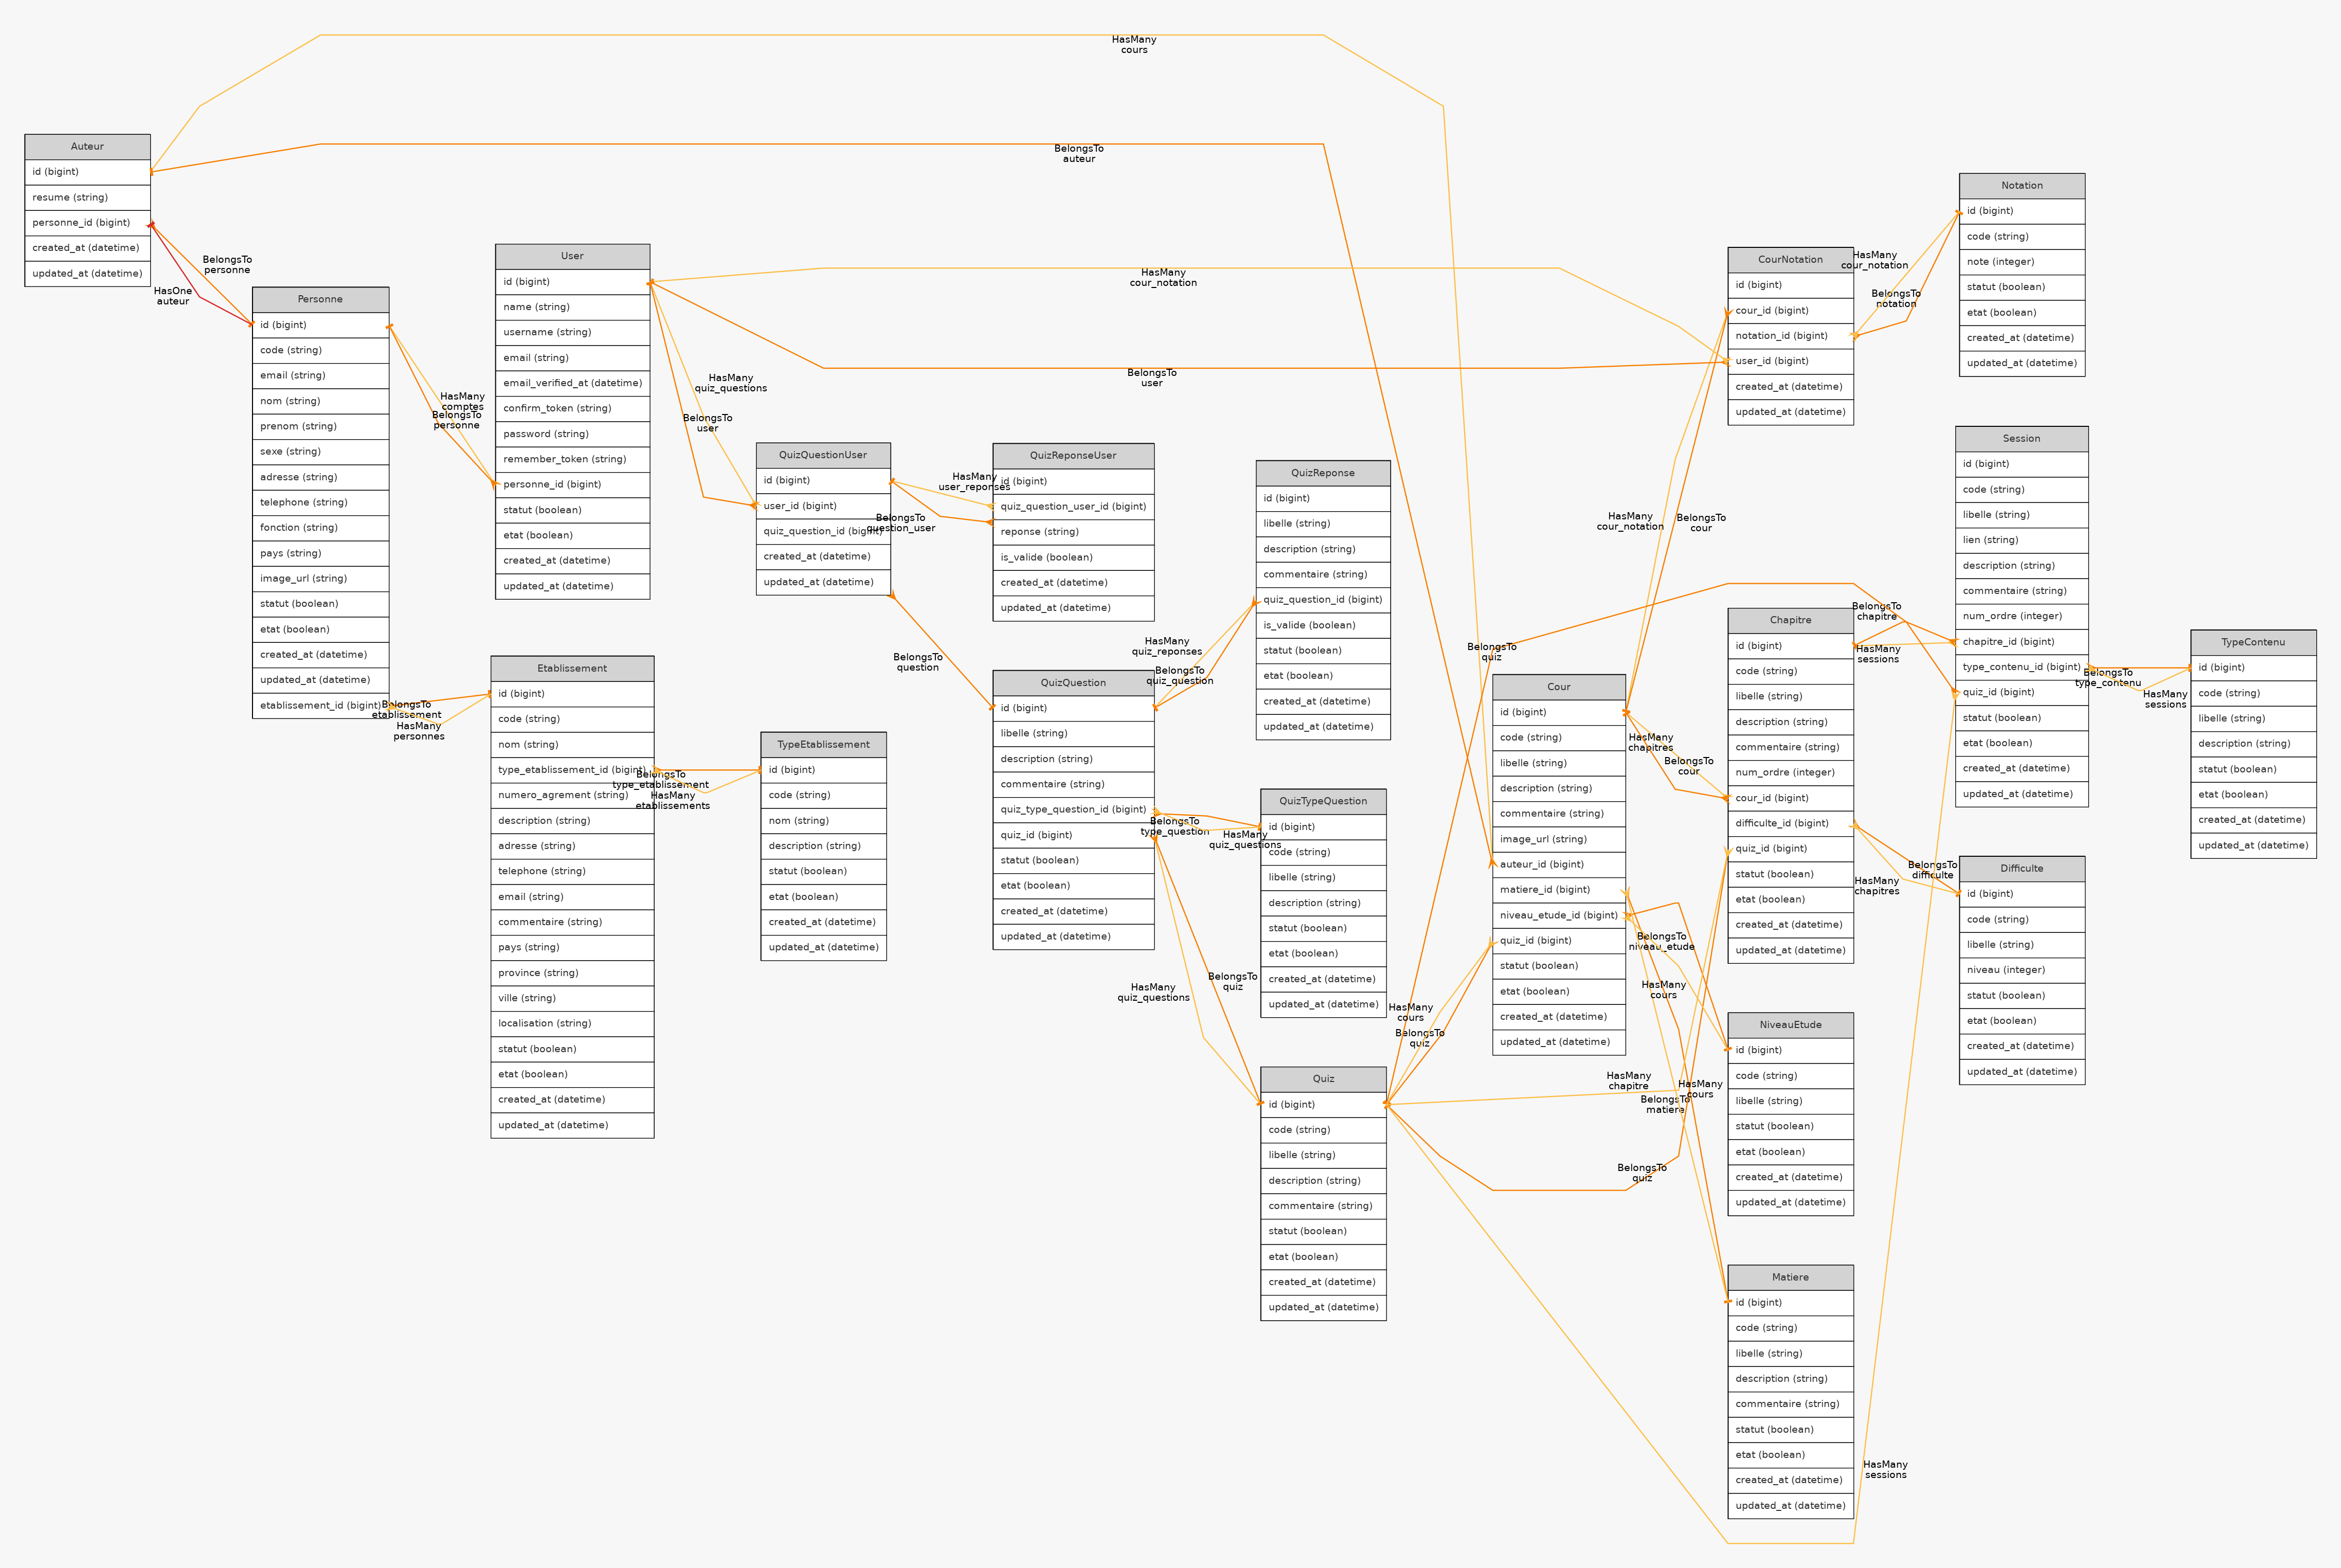 HasMany
cours
BelongsTo
auteur
Auteur
id (bigint)
resume (string)
personne_id (bigint)
created_at (datetime)
updated_at (datetime)
BelongsTo
personne
HasOne
auteur
Personne
id (bigint)
code (string)
email (string)
nom (string)
prenom (string)
sexe (string)
adresse (string)
telephone (string)
fonction (string)
pays (string)
image_url (string)
statut (boolean)
etat (boolean)
created_at (datetime)
updated_at (datetime)
etablissement_id (bigint)
HasMany
comptes
BelongsTo
personne
BelongsTo
etablissement
HasMany
personnes
User
id (bigint)
name (string)
username (string)
email (string)
email_verified_at (datetime)
confirm_token (string)
password (string)
remember_token (string)
personne_id (bigint)
statut (boolean)
etat (boolean)
created_at (datetime)
updated_at (datetime)
HasMany
cour_notation
BelongsTo
user
HasMany
quiz_questions
BelongsTo
user
Etablissement
id (bigint)
code (string)
nom (string)
type_etablissement_id (bigint)
numero_agrement (string)
description (string)
adresse (string)
telephone (string)
email (string)
commentaire (string)
pays (string)
province (string)
ville (string)
localisation (string)
statut (boolean)
etat (boolean)
created_at (datetime)
updated_at (datetime)
BelongsTo
type_etablissement
HasMany
etablissements
TypeEtablissement
id (bigint)
code (string)
nom (string)
description (string)
statut (boolean)
etat (boolean)
created_at (datetime)
updated_at (datetime)
QuizQuestionUser
id (bigint)
user_id (bigint)
quiz_question_id (bigint)
created_at (datetime)
updated_at (datetime)
HasMany
user_reponses
BelongsTo
question_user
BelongsTo
question
QuizReponseUser
id (bigint)
quiz_question_user_id (bigint)
reponse (string)
is_valide (boolean)
created_at (datetime)
updated_at (datetime)
QuizQuestion
id (bigint)
libelle (string)
description (string)
commentaire (string)
quiz_type_question_id (bigint)
quiz_id (bigint)
statut (boolean)
etat (boolean)
created_at (datetime)
updated_at (datetime)
HasMany
quiz_reponses
BelongsTo
quiz_question
BelongsTo
type_question
HasMany
quiz_questions
BelongsTo
quiz
HasMany
quiz_questions
QuizReponse
id (bigint)
libelle (string)
description (string)
commentaire (string)
quiz_question_id (bigint)
is_valide (boolean)
statut (boolean)
etat (boolean)
created_at (datetime)
updated_at (datetime)
QuizTypeQuestion
id (bigint)
code (string)
libelle (string)
description (string)
statut (boolean)
etat (boolean)
created_at (datetime)
updated_at (datetime)
Quiz
id (bigint)
code (string)
libelle (string)
description (string)
commentaire (string)
statut (boolean)
etat (boolean)
created_at (datetime)
updated_at (datetime)
BelongsTo
quiz
HasMany
cours
BelongsTo
quiz
HasMany
chapitre
BelongsTo
quiz
HasMany
sessions
Cour
id (bigint)
code (string)
libelle (string)
description (string)
commentaire (string)
image_url (string)
auteur_id (bigint)
matiere_id (bigint)
niveau_etude_id (bigint)
quiz_id (bigint)
statut (boolean)
etat (boolean)
created_at (datetime)
updated_at (datetime)
HasMany
cour_notation
BelongsTo
cour
HasMany
chapitres
BelongsTo
cour
BelongsTo
niveau_etude
HasMany
cours
HasMany
cours
BelongsTo
matiere
CourNotation
id (bigint)
cour_id (bigint)
notation_id (bigint)
user_id (bigint)
created_at (datetime)
updated_at (datetime)
HasMany
cour_notation
BelongsTo
notation
Notation
id (bigint)
code (string)
note (integer)
statut (boolean)
etat (boolean)
created_at (datetime)
updated_at (datetime)
Chapitre
id (bigint)
code (string)
libelle (string)
description (string)
commentaire (string)
num_ordre (integer)
cour_id (bigint)
difficulte_id (bigint)
quiz_id (bigint)
statut (boolean)
etat (boolean)
created_at (datetime)
updated_at (datetime)
BelongsTo
chapitre
HasMany
sessions
BelongsTo
difficulte
HasMany
chapitres
Session
id (bigint)
code (string)
libelle (string)
lien (string)
description (string)
commentaire (string)
num_ordre (integer)
chapitre_id (bigint)
type_contenu_id (bigint)
quiz_id (bigint)
statut (boolean)
etat (boolean)
created_at (datetime)
updated_at (datetime)
BelongsTo
type_contenu
HasMany
sessions
TypeContenu
id (bigint)
code (string)
libelle (string)
description (string)
statut (boolean)
etat (boolean)
created_at (datetime)
updated_at (datetime)
Difficulte
id (bigint)
code (string)
libelle (string)
niveau (integer)
statut (boolean)
etat (boolean)
created_at (datetime)
updated_at (datetime)
NiveauEtude
id (bigint)
code (string)
libelle (string)
statut (boolean)
etat (boolean)
created_at (datetime)
updated_at (datetime)
Matiere
id (bigint)
code (string)
libelle (string)
description (string)
commentaire (string)
statut (boolean)
etat (boolean)
created_at (datetime)
updated_at (datetime)